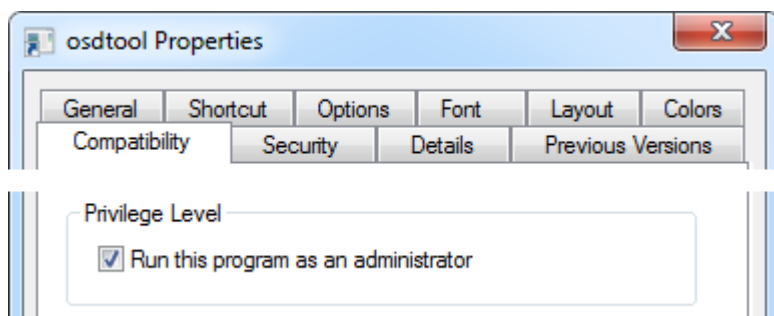 osdtool Properties
General Shortcut Options Font Layout Colors
Compatibility Security Details Previous Versions
Privilege Level
Run this program as an administrator